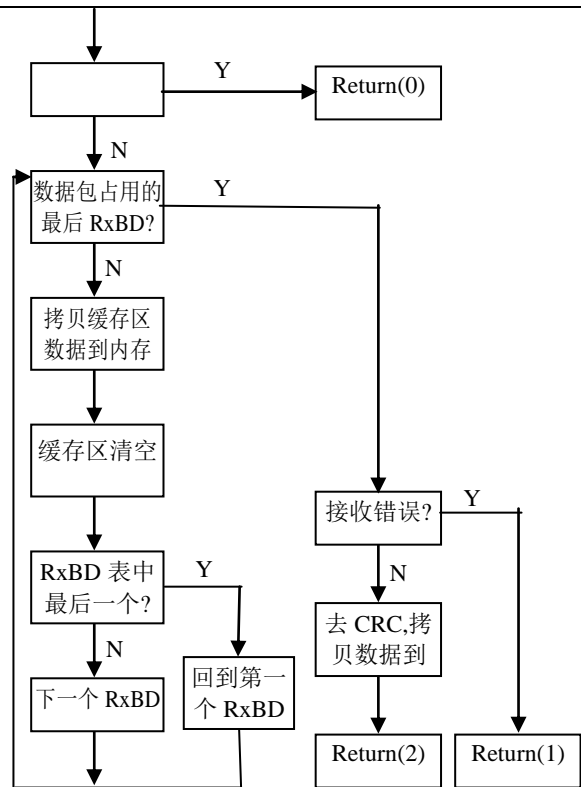 Y
Return(0)
N
数据包占用的
最后 RxBD?
Y
N
拷贝缓存区
数据到内存
缓存区清空
接收错误?
Y
RxBD 表中
最后一个?
Y
N
N
去 CRC,拷
贝数据到
下一个 RxBD
回到第一
个 RxBD
Return(2)
Return(1)